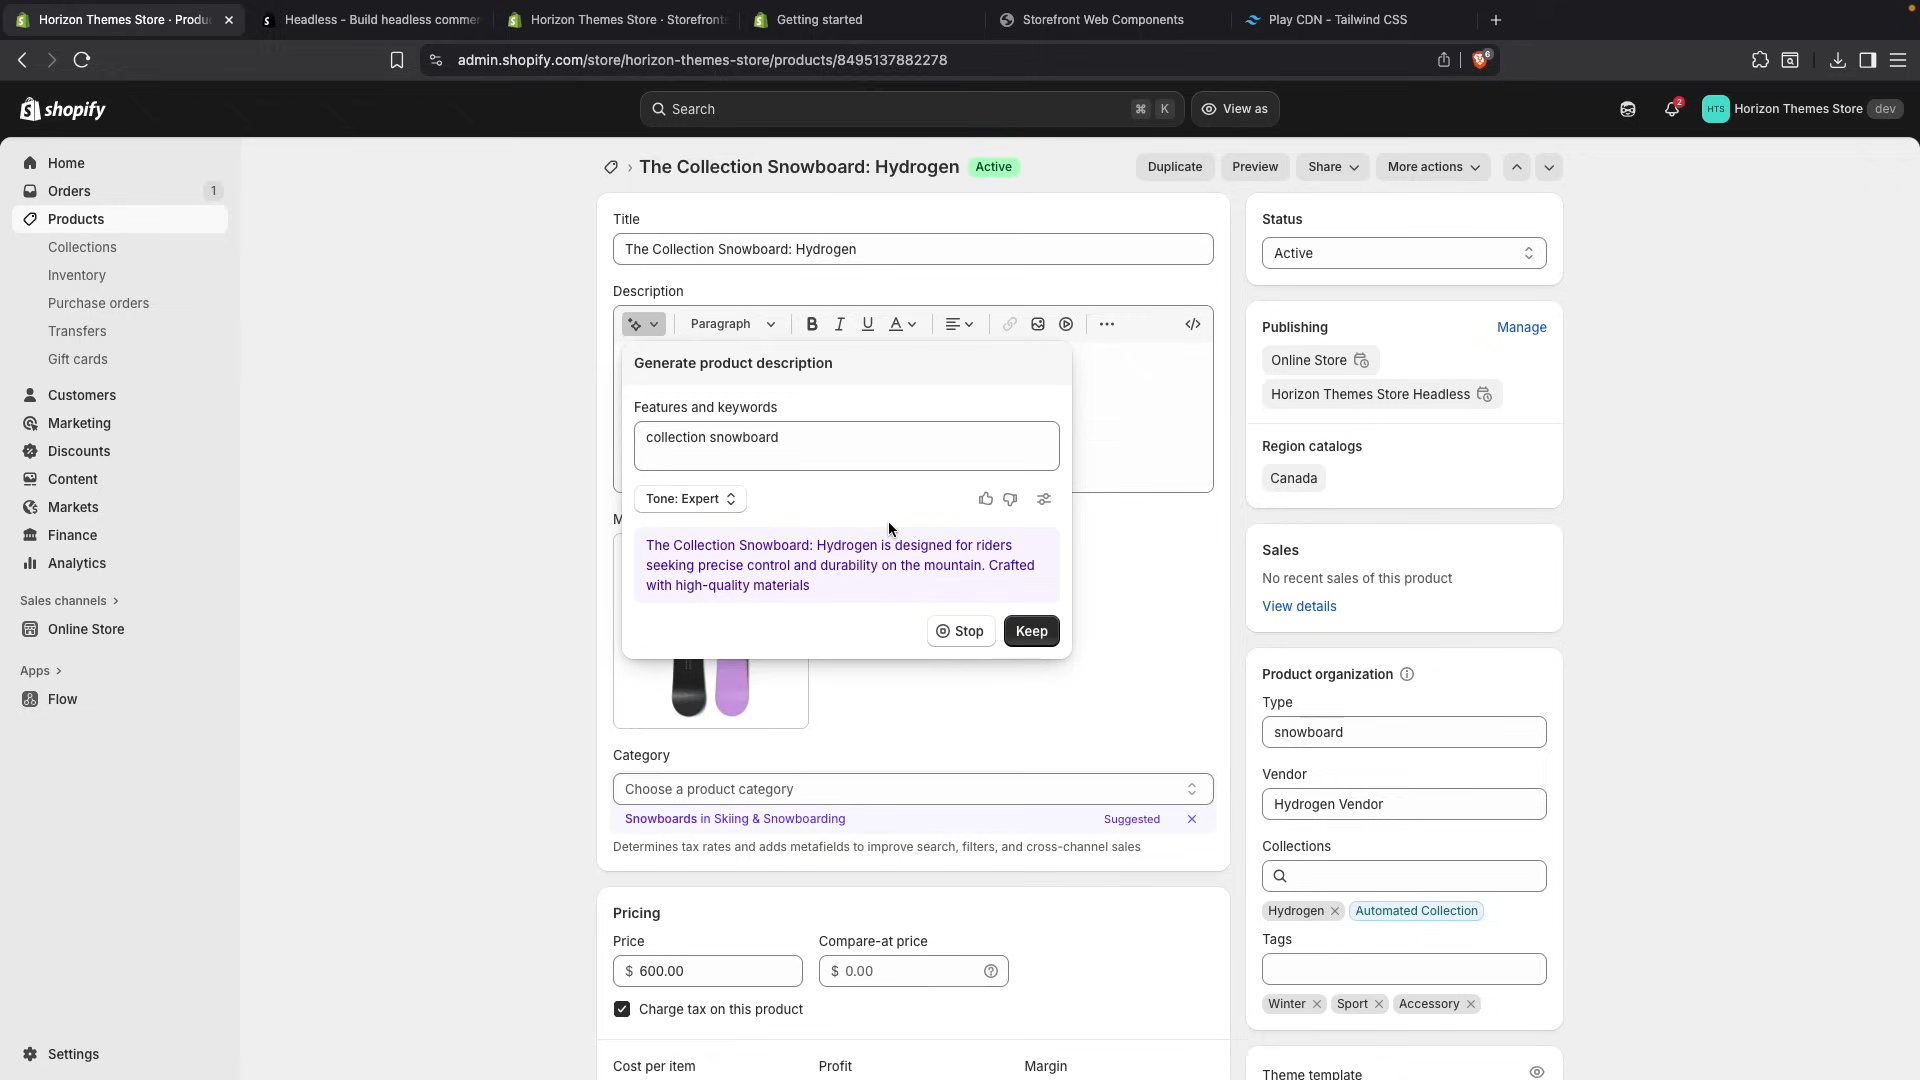 Horizon Themes Store · Produ
Headless - Build headless commer
Horizon Themes Store · Storefront
Getting started
Storefront Web Components
Play CDN - Tailwind CSS
admin.shopify.com/store/horizon-themes-store/products/8495137882278
6
shopify
Search
⌘ K
View as
2
HTS
Horizon Themes Store
dev
Home
Orders
1
Products
Collections
Inventory
Purchase orders
Transfers
Gift cards
Customers
Marketing
Discounts
Content
Markets
Finance
Analytics
Sales channels
Online Store
Apps
Flow
Settings
The Collection Snowboard: Hydrogen
Active
Duplicate
Preview
Share
More actions
Title
The Collection Snowboard: Hydrogen
Description
Paragraph
B I U A
Generate product description
Features and keywords
collection snowboard
Tone: Expert
M
The Collection Snowboard: Hydrogen is designed for riders
seeking precise control and durability on the mountain. Crafted
with high-quality materials
Stop
Keep
Category
Choose a product category
Snowboards in Skiing & Snowboarding
Suggested
Determines tax rates and adds metafields to improve search, filters, and cross-channel sales
Pricing
Price
Compare-at price
$ 600.00
$ 0.00
Charge tax on this product
Cost per item
Profit
Margin
Status
Active
Publishing
Manage
Online Store
Horizon Themes Store Headless
Region catalogs
Canada
Sales
No recent sales of this product
View details
Product organization
Type
snowboard
Vendor
Hydrogen Vendor
Collections
Hydrogen
Automated Collection
Tags
Winter
Sport
Accessory
Theme template